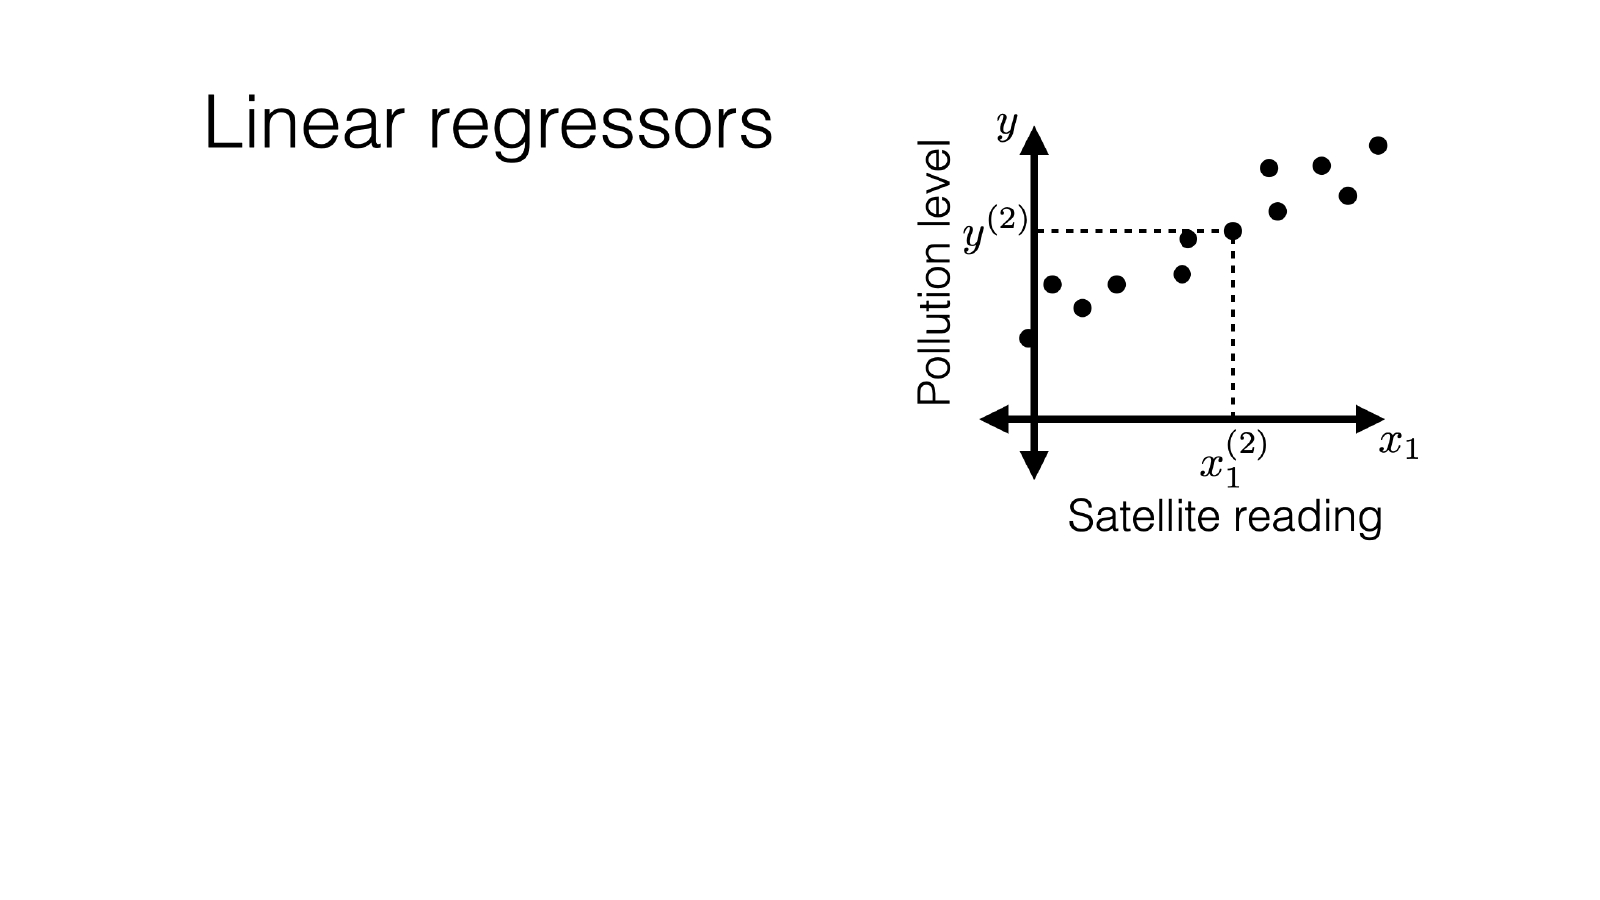 Linear regressors
y
Pollution level
y^{(2)}
x_1^{(2)}
x_1
Satellite reading